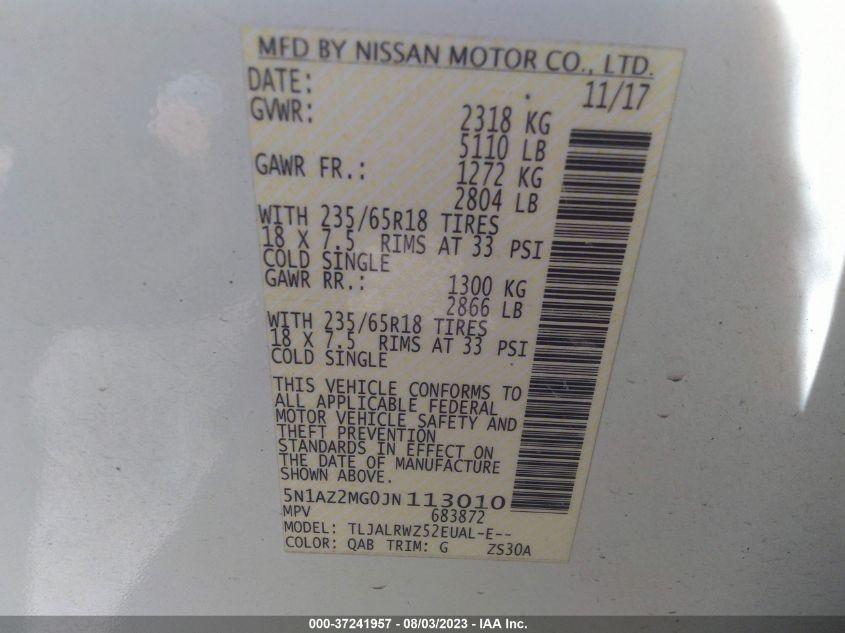 MFD BY NISSAN MOTOR CO., LTD.
DATE: 11/17
GVWR: 2318 KG
5110 LB
GAWR FR.: 1272 KG
2804 LB
WITH 235/65R18 TIRES
18 X 7.5 RIMS AT 33 PSI
COLD SINGLE
GAWR RR.: 1300 KG
2866 LB
WITH 235/65R18 TIRES
18 X 7.5 RIMS AT 33 PSI
COLD SINGLE
THIS VEHICLE CONFORMS TO
ALL APPLICABLE FEDERAL
MOTOR VEHICLE SAFETY AND
THEFT PREVENTION
STANDARDS IN EFFECT ON
THE DATE OF MANUFACTURE
SHOWN ABOVE.
5N1AZ2MG0JN113010
MPV 683872
MODEL: TLJALRWZ52EUAL-E--
COLOR: QAB TRIM: G ZS30A
000-37241957 - 08/03/2023 - IAA Inc.